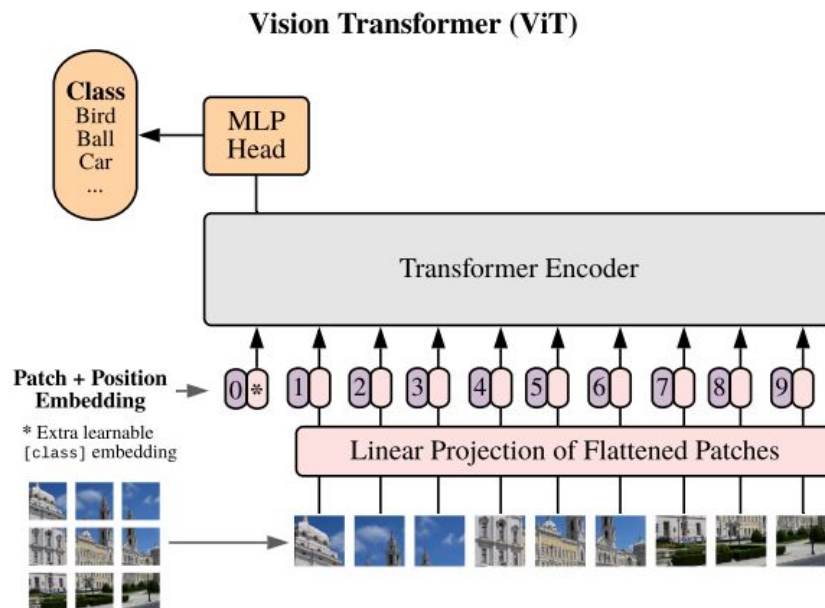 Vision Transformer (ViT)
Class
Bird
Ball
Car
...
MLP
Head
Transformer Encoder
Patch + Position
Embedding
0 * 1 2 3 4 5 6 7 8 9
* Extra learnable
[class] embedding
Linear Projection of Flattened Patches